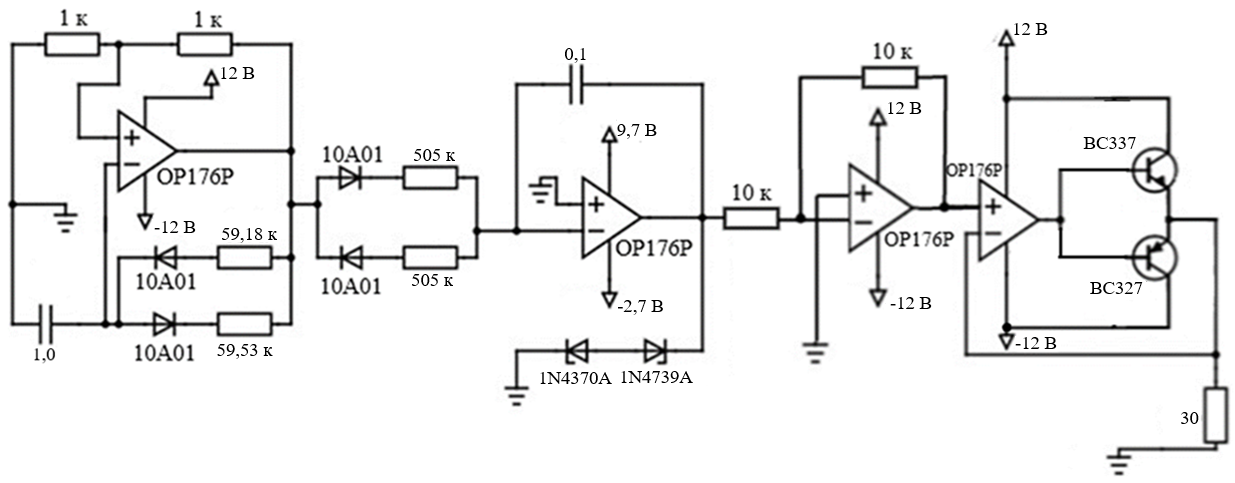 1 к
1 к
12 В
+
−
OP176P
-12 В
59,18 к
10A01
10A01
59,53 к
1,0
10A01
505 к
10A01
505 к
0,1
9,7 В
+
−
OP176P
-2,7 В
1N4370A
1N4739A
10 к
10 к
12 В
+
−
OP176P
-12 В
12 В
OP176P
+
−
-12 В
BC337
BC327
30